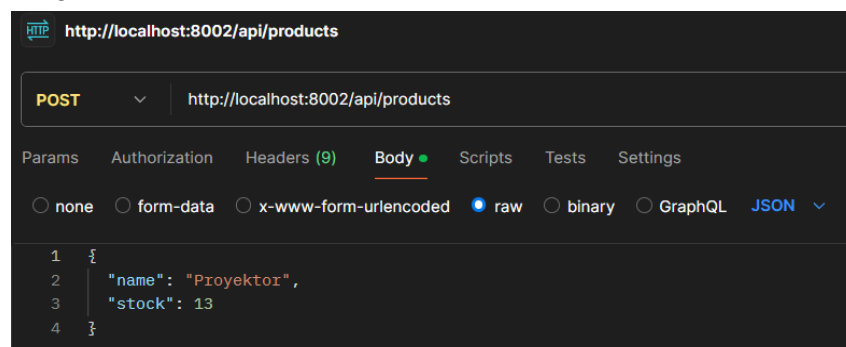 HTTP http://localhost:8002/api/products
POST http://localhost:8002/api/products
Params Authorization Headers (9) Body Scripts Tests Settings
none form-data x-www-form-urlencoded raw binary GraphQL JSON
1 {
2 "name": "Proyektor",
3 "stock": 13
4 }